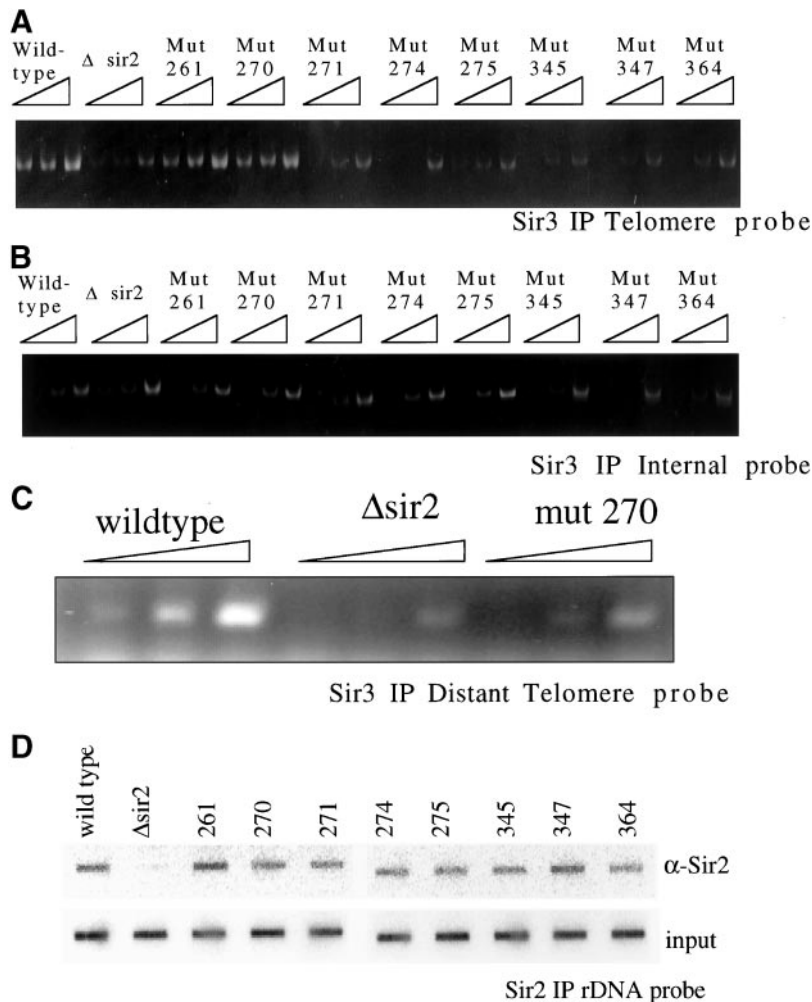 A
Wild-type Δ sir2 Mut 261 Mut 270 Mut 271 Mut 274 Mut 275 Mut 345 Mut 347 Mut 364
Sir3 IP Telomere probe
B
Wild-type Δ sir2 Mut 261 Mut 270 Mut 271 Mut 274 Mut 275 Mut 345 Mut 347 Mut 364
Sir3 IP Internal probe
C
wildtype Δsir2 mut 270
Sir3 IP Distant Telomere probe
D
wild type Δsir2 261 270 271 274 275 345 347 364
α-Sir2
input
Sir2 IP rDNA probe